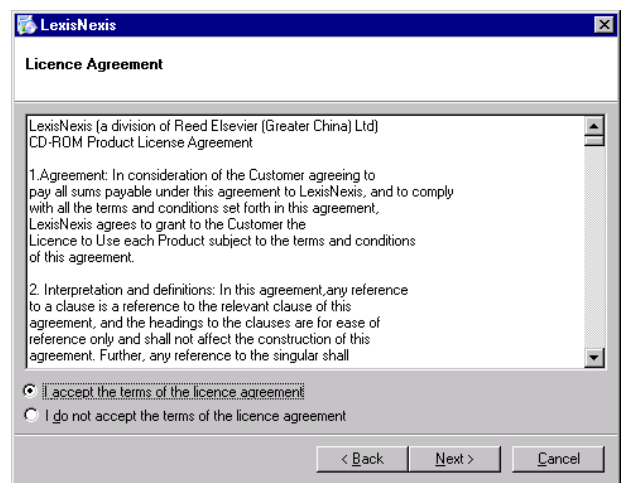 LexisNexis
Licence Agreement
LexisNexis (a division of Reed Elsevier (Greater China) Ltd)
CD-ROM Product License Agreement
1.Agreement: In consideration of the Customer agreeing to
pay all sums payable under this agreement to LexisNexis, and to comply
with all the terms and conditions set forth in this agreement,
LexisNexis agrees to grant to the Customer the
Licence to Use each Product subject to the terms and conditions
of this agreement.
2. Interpretation and definitions: In this agreement,any reference
to a clause is a reference to the relevant clause of this
agreement, and the headings to the clauses are for ease of
reference only and shall not affect the construction of this
agreement. Further, any reference to the singular shall
I accept the terms of the licence agreement
I do not accept the terms of the licence agreement
< Back Next > Cancel